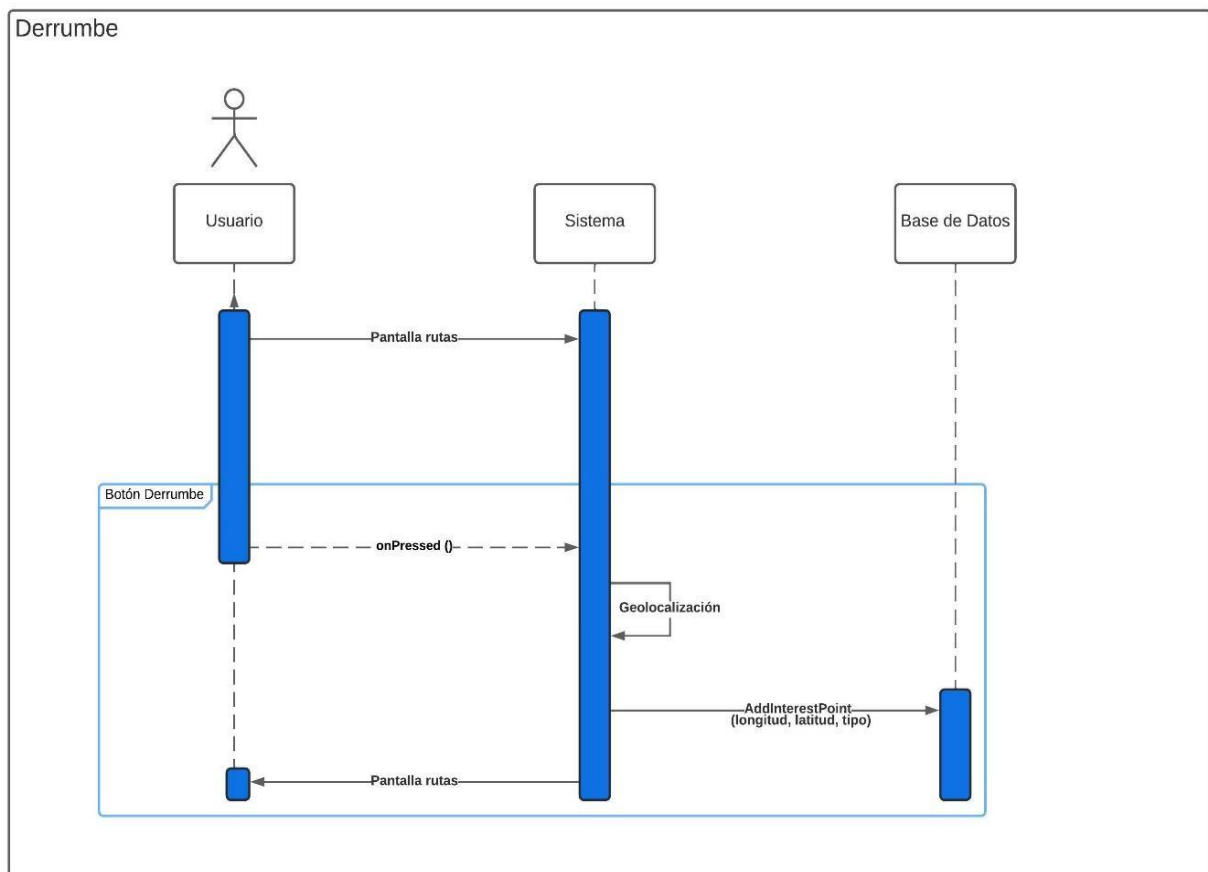 Derrumbe
Usuario
Sistema
Base de Datos
Pantalla rutas
Botón Derrumbe
onPressed ()
Geolocalización
AddInterestPoint
(longitud, latitud, tipo)
Pantalla rutas